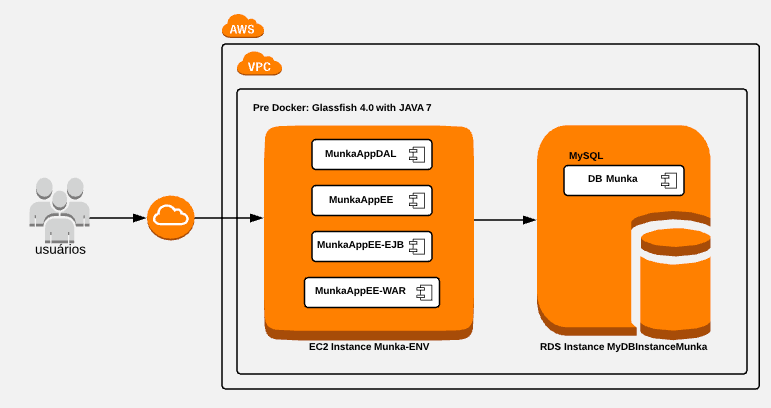 AWS
VPC
Pre Docker: Glassfish 4.0 with JAVA 7
MunkaAppDAL
MunkaAppEE
MunkaAppEE-EJB
MunkaAppEE-WAR
EC2 Instance Munka-ENV
MySQL
DB Munka
RDS Instance MyDBInstanceMunka
usuários